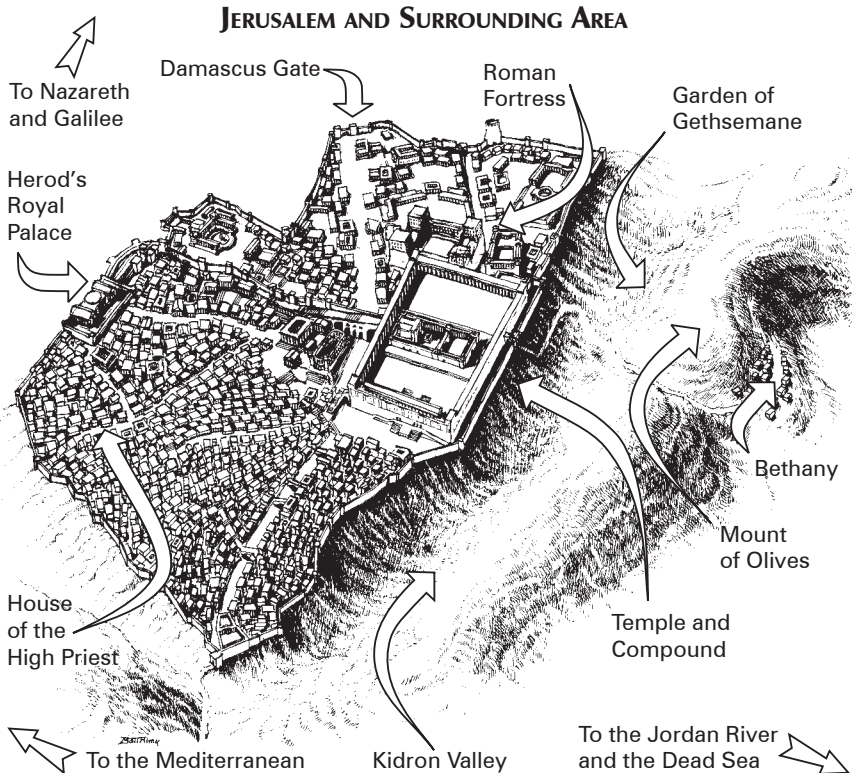 JERUSALEM AND SURROUNDING AREA
To Nazareth
and Galilee
Damascus Gate
Roman
Fortress
Garden of
Gethsemane
Herod's
Royal
Palace
Bethany
Mount
of Olives
House
of the
High Priest
Temple and
Compound
To the Mediterranean
Kidron Valley
To the Jordan River
and the Dead Sea